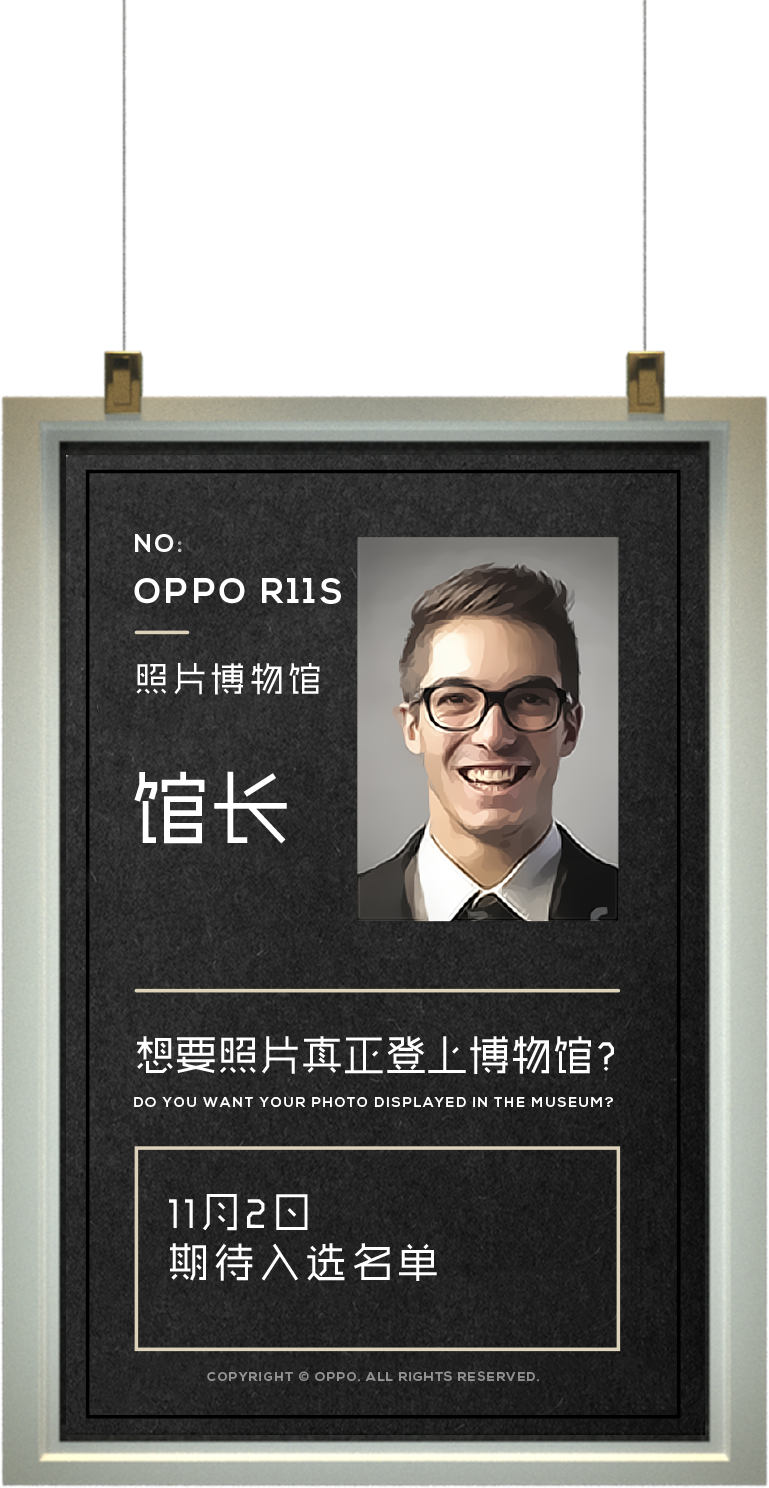 NO:
OPPO R11S
照片博物馆
馆长
想要照片真正登上博物馆?
DO YOU WANT YOUR PHOTO DISPLAYED IN THE MUSEUM?
11月2日
期待入选名单
COPYRIGHT © OPPO. ALL RIGHTS RESERVED.